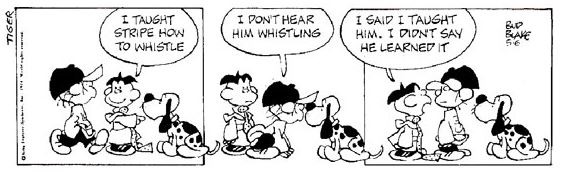 TIGER
I TAUGHT
STRIPE HOW
TO WHISTLE
I DON'T HEAR
HIM WHISTLING
I SAID I TAUGHT
HIM. I DIDN'T SAY
HE LEARNED IT
BUD
BLAKE
5-6